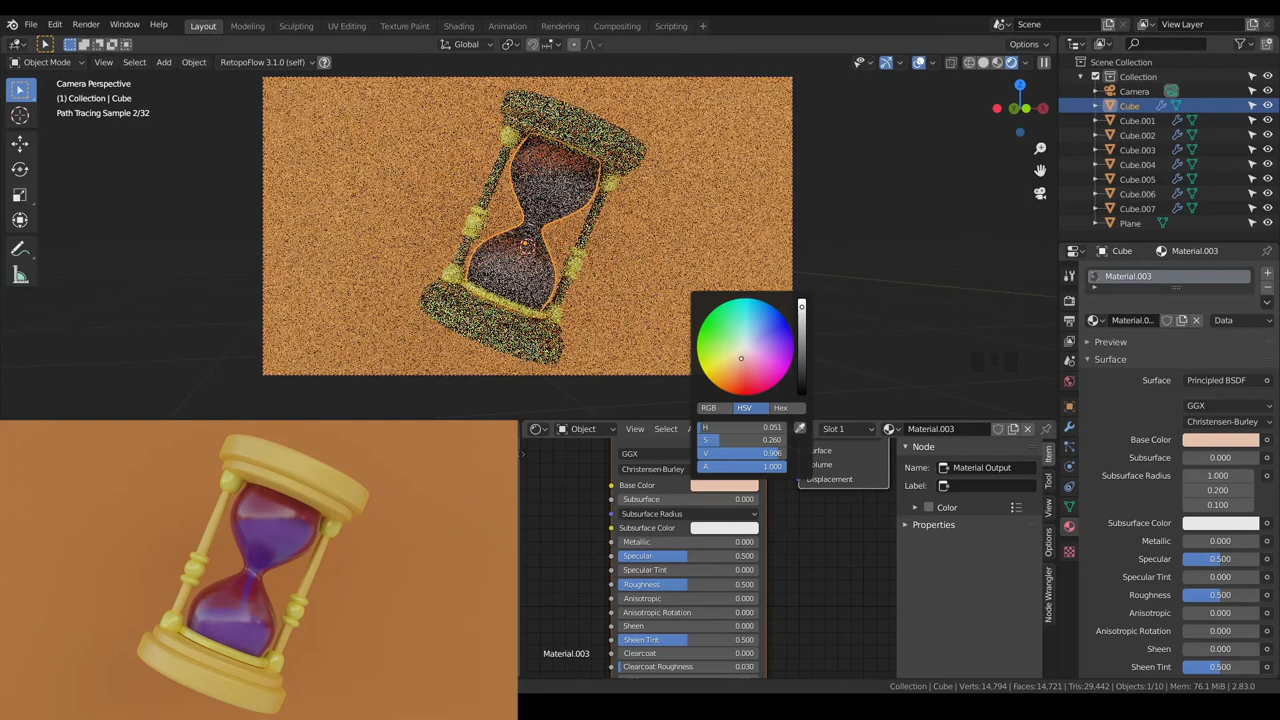 File Edit Render Window Help Layout Modeling Sculpting UV Editing Texture Paint Shading Animation Rendering Compositing Scripting + Scene View Layer
Global Options
Object Mode View Select Add Object RetopoFlow 3.1.0 (self)
Camera Perspective
(1) Collection | Cube
Path Tracing Sample 2/32
Scene Collection
Collection
Camera
Cube
Cube.001
Cube.002
Cube.003
Cube.004
Cube.005
Cube.006
Cube.007
Plane
Cube Material.003
Material.003
Material.0... Data
Preview
Surface
Surface Principled BSDF
GGX
Christensen-Burley
Base Color
Subsurface 0.000
Subsurface Radius 1.000
0.200
0.100
Subsurface Color
Metallic 0.000
Specular 0.500
Specular Tint 0.000
Roughness 0.500
Anisotropic 0.000
Anisotropic Rotation 0.000
Sheen 0.000
Sheen Tint 0.500
RGB HSV Hex
H 0.051
S 0.260
V 0.906
A 1.000
Object View Select Slot 1 Material.003
GGX
Christensen-Burley
Base Color
Subsurface 0.000
Subsurface Radius
Subsurface Color
Metallic 0.000
Specular 0.500
Specular Tint 0.000
Roughness 0.500
Anisotropic 0.000
Anisotropic Rotation 0.000
Sheen 0.000
Sheen Tint 0.500
Clearcoat 0.000
Clearcoat Roughness 0.030
Material.003
urface
olume
Displacement
Node
Name: Material Output
Label:
Color
Properties
Item
Tool
View
Options
Node Wrangler
Collection | Cube | Verts:14,794 | Faces:14,721 | Tris:29,442 | Objects:1/10 | Mem: 76.1 MiB | 2.83.0